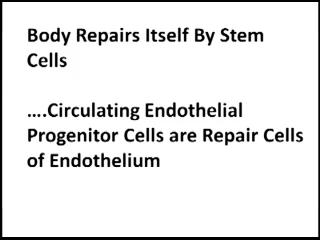 Body Repairs Itself By Stem
Cells
….Circulating Endothelial
Progenitor Cells are Repair Cells
of Endothelium